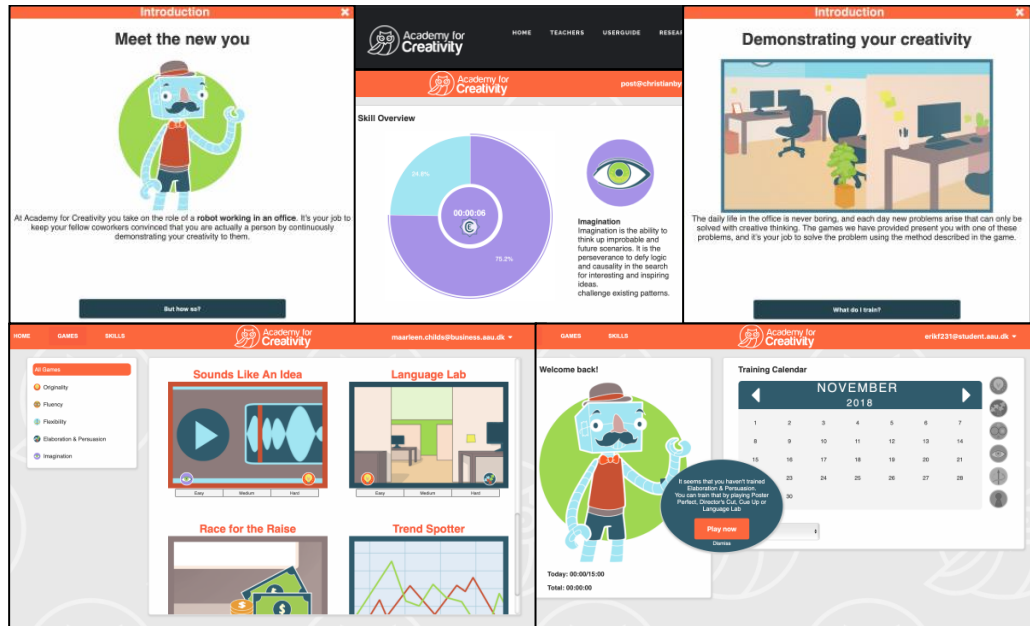 Introduction
Meet the new you
At Academy for Creativity you take on the role of a robot working in an office. It's your job to
keep your fellow coworkers convinced that you are actually a person by continuously
demonstrating your creativity to them.
But how so?
Academy for
Creativity
HOME TEACHERS USERGUIDE RESEAR
Academy for
Creativity
post@christianby
Skill Overview
24.8%
00:00:06
75.2%
Imagination
Imagination is the ability to
think up improbable and
future scenarios. It is the
perseverance to defy logic
and causality in the search
for interesting and inspiring
ideas.
challenge existing patterns.
Introduction
Demonstrating your creativity
The daily life in the office is never boring, and each day new problems arise that can only be
solved with creative thinking. The games we have provided present you with one of these
problems, and it's your job to solve the problem using the method described in the game.
What do I train?
HOME GAMES SKILLS
Academy for
Creativity
maarleen.childs@business.aau.dk
All Games
Originality
Fluency
Flexibility
Elaboration & Persuasion
Imagination
Sounds Like An Idea
Easy Medium Hard
Language Lab
Easy Medium Hard
Race for the Raise
Trend Spotter
GAMES SKILLS
Academy for
Creativity
erikf231@student.aau.dk
Welcome back!
Today: 00:00/15:00
Total: 00:00:00
It seems that you haven't trained
Elaboration & Persuasion.
You can train that by playing Poster
Perfect, Director's Cut, Cue Up or
Language Lab
Play now
Dismiss
Training Calendar
NOVEMBER
2018
1 2 3 4 5 6 7
8 9 10 11 12 13 14
15 16 17 18 19 20 21
23 24 25 26 27 28
30